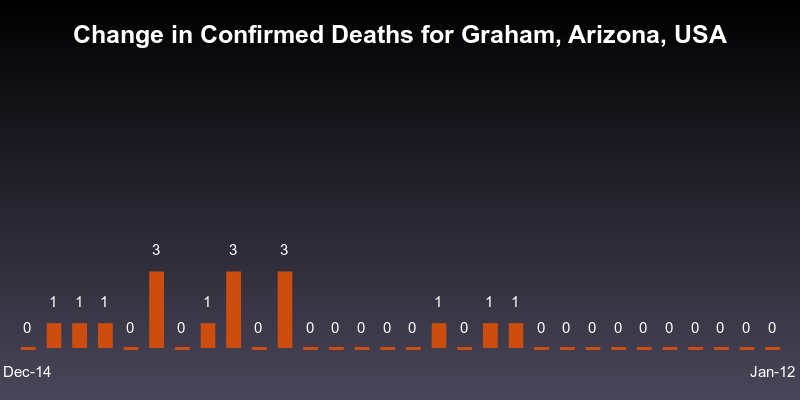 Change in Confirmed Deaths for Graham, Arizona, USA
3 3 3
1 1 1 1 1 1 1
0 0 0 0 0 0 0 0 0 0 0 0 0 0 0 0 0 0 0 0
Dec-14 Jan-12